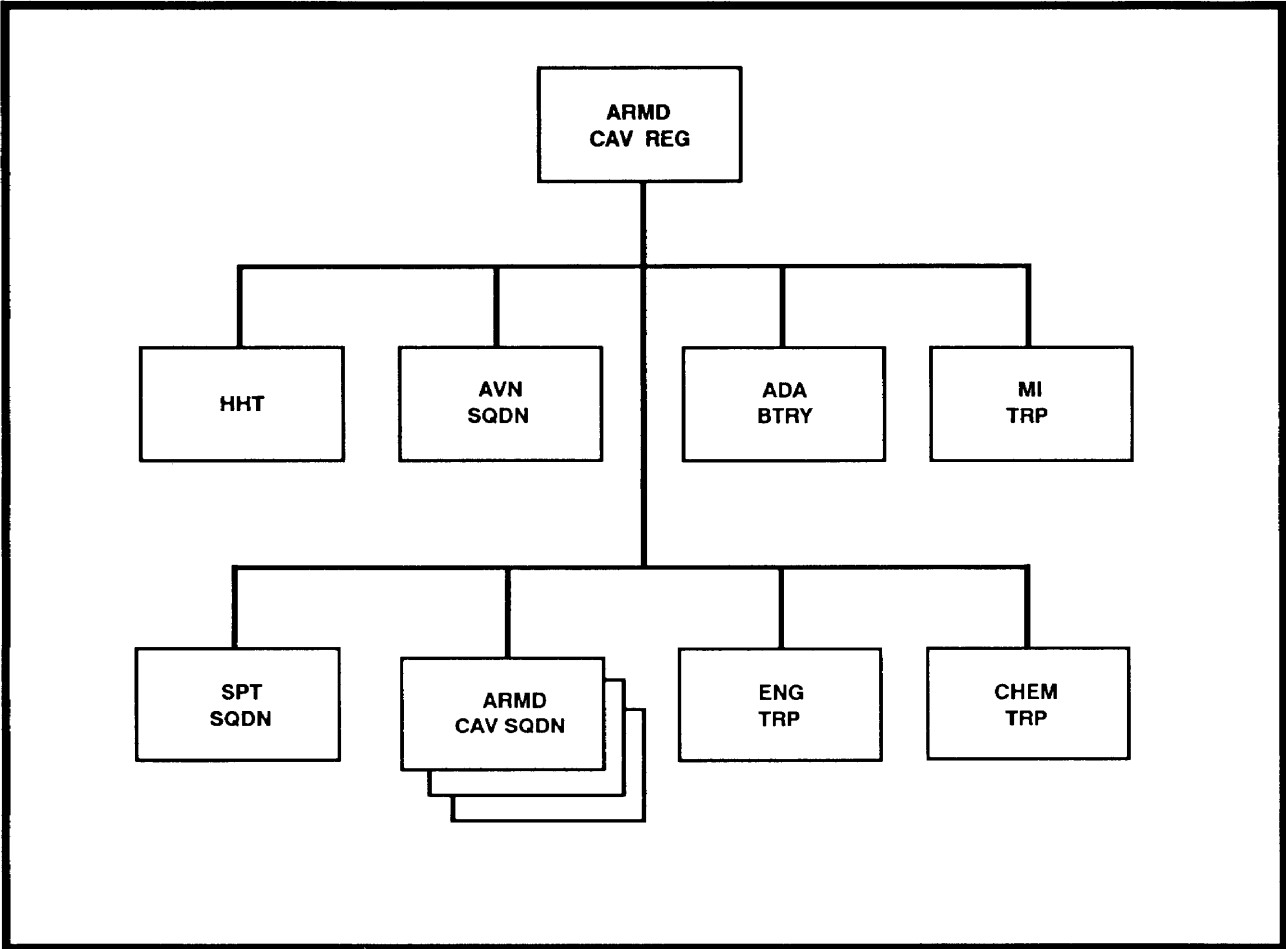 ARMD
CAV REG
HHT
AVN
SQDN
ADA
BTRY
MI
TRP
SPT
SQDN
ARMD
CAV SQDN
ENG
TRP
CHEM
TRP